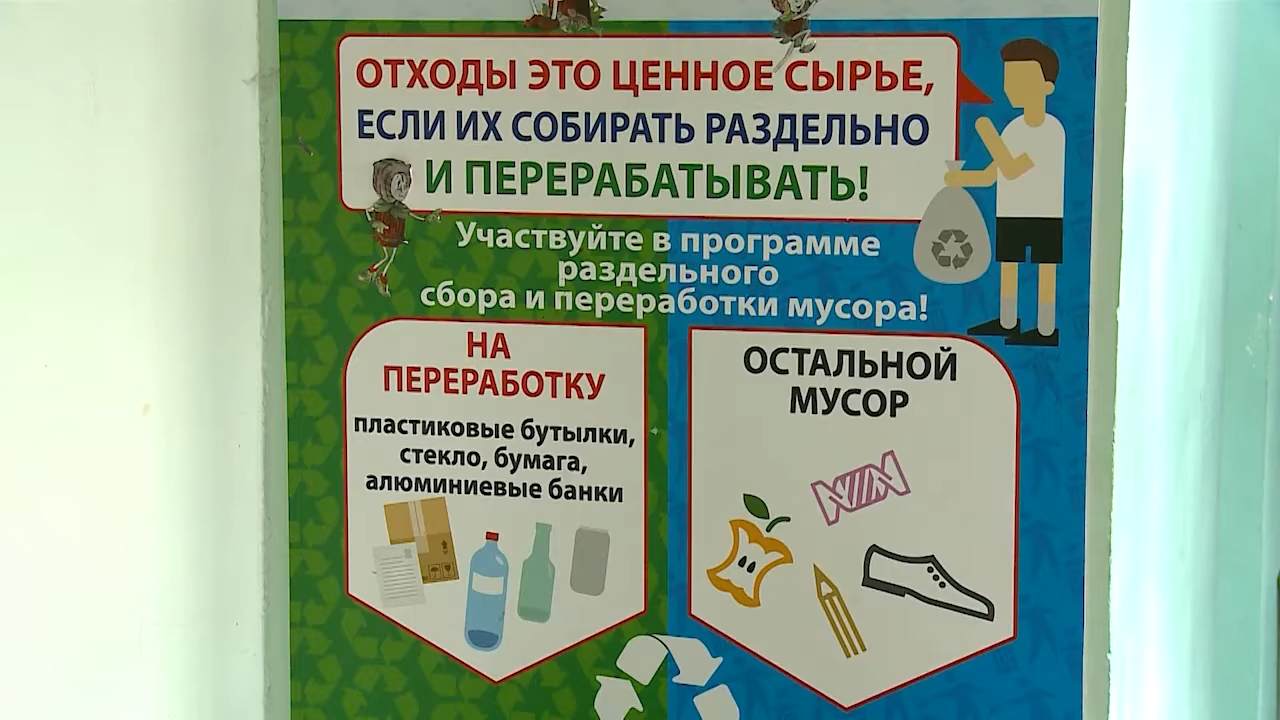 ОТХОДЫ ЭТО ЦЕННОЕ СЫРЬЕ,
ЕСЛИ ИХ СОБИРАТЬ РАЗДЕЛЬНО
И ПЕРЕРАБАТЫВАТЬ!
Участвуйте в программе
раздельного
сбора и переработки мусора!
НА
ПЕРЕРАБОТКУ
пластиковые бутылки,
стекло, бумага,
алюминиевые банки
ОСТАЛЬНОЙ
МУСОР